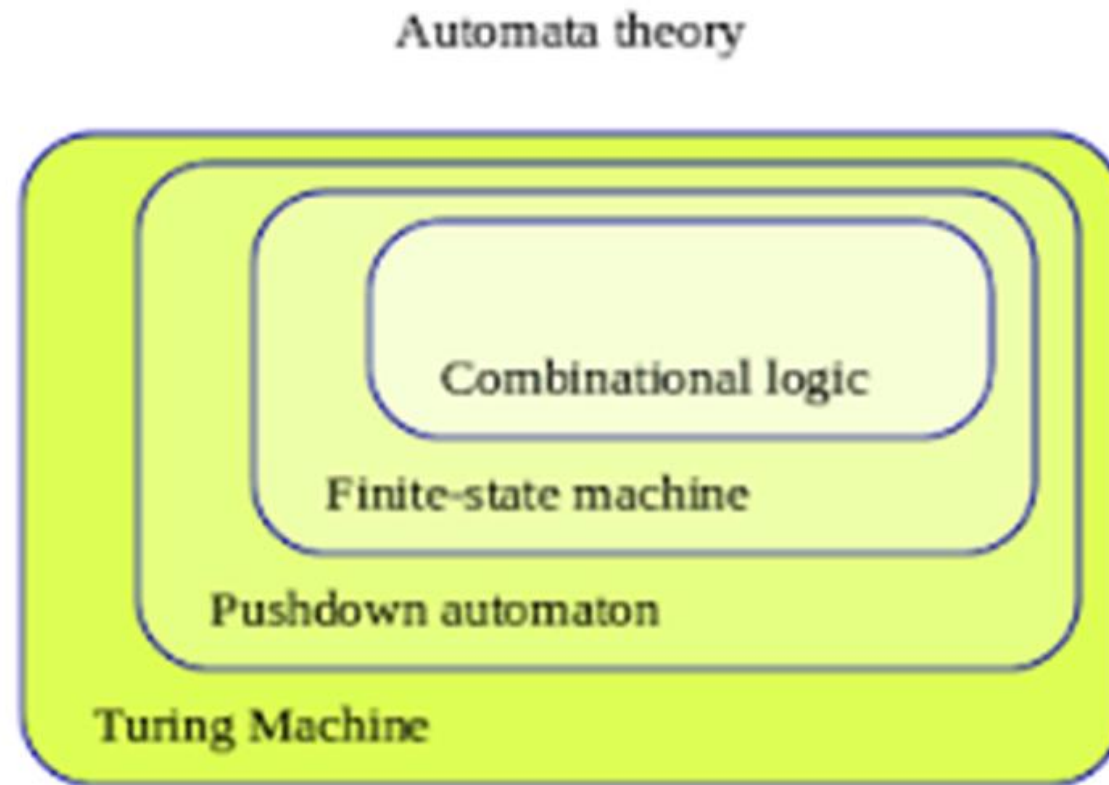 Automata theory
Combinational logic
Finite-state machine
Pushdown automaton
Turing Machine